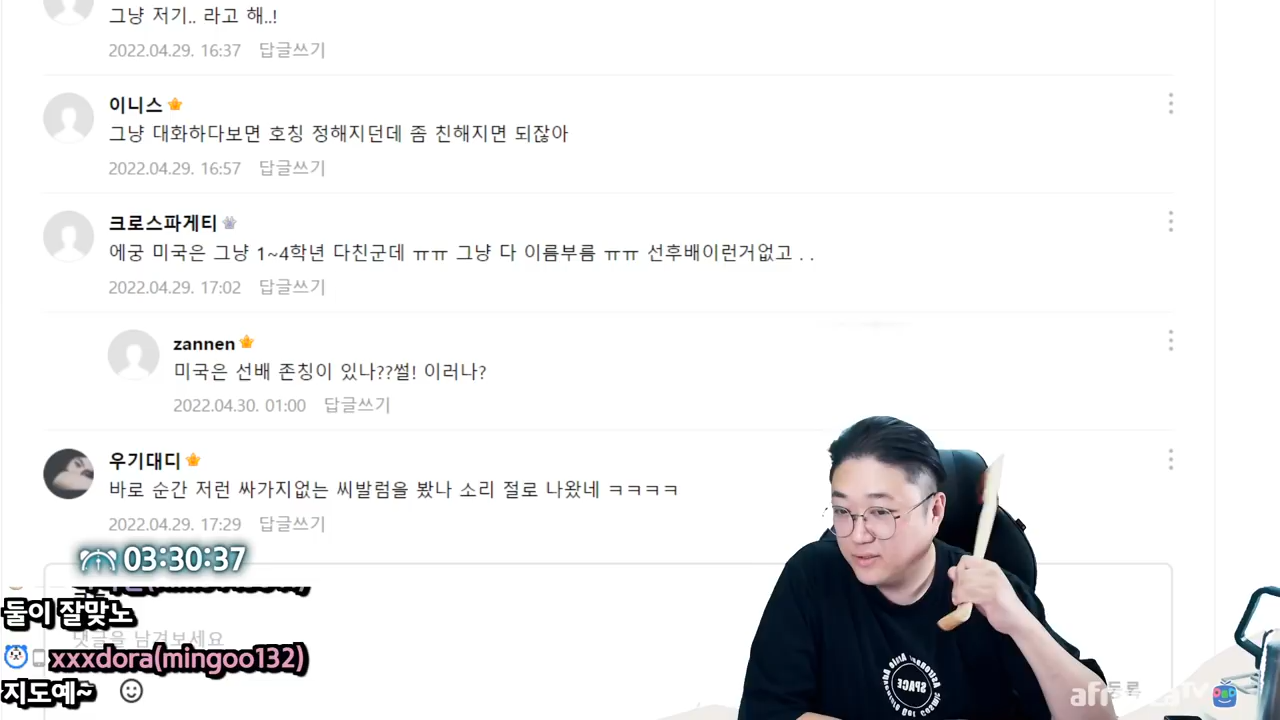 그냥 저기.. 라고 해..!
2022.04.29. 16:37 답글쓰기
이니스
그냥 대화하다보면 호칭 정해지던데 좀 친해지면 되잖아
2022.04.29. 16:57 답글쓰기
크로스파게티
에궁 미국은 그냥 1~4학년 다친군데 ㅠㅠ 그냥 다 이름부름 ㅠㅠ 선후배이런거없고 . .
2022.04.29. 17:02 답글쓰기
zannen
미국은 선배 존칭이 있나??썰! 이러나?
2022.04.30. 01:00 답글쓰기
우기대디
바로 순간 저런 싸가지없는 씨발럼을 봤나 소리 절로 나왔네 ㅋㅋㅋㅋ
2022.04.29. 17:29 답글쓰기
03:30:37
둘이 잘맞노
댓글을 남겨보세요
xxxdora(mingoo132)
지도예~
등록
SPACE